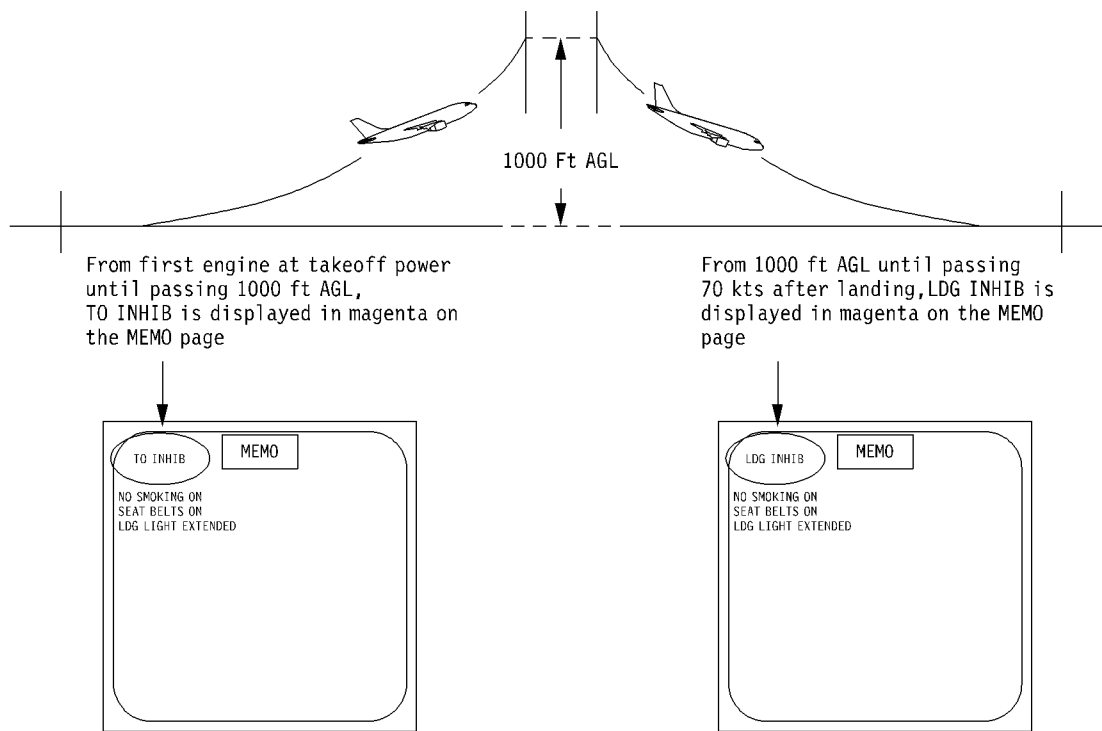 1000 Ft AGL
From first engine at takeoff power
until passing 1000 ft AGL,
TO INHIB is displayed in magenta on
the MEMO page
From 1000 ft AGL until passing
70 kts after landing,LDG INHIB is
displayed in magenta on the MEMO
page
TO INHIB
MEMO
NO SMOKING ON
SEAT BELTS ON
LDG LIGHT EXTENDED
LDG INHIB
MEMO
NO SMOKING ON
SEAT BELTS ON
LDG LIGHT EXTENDED